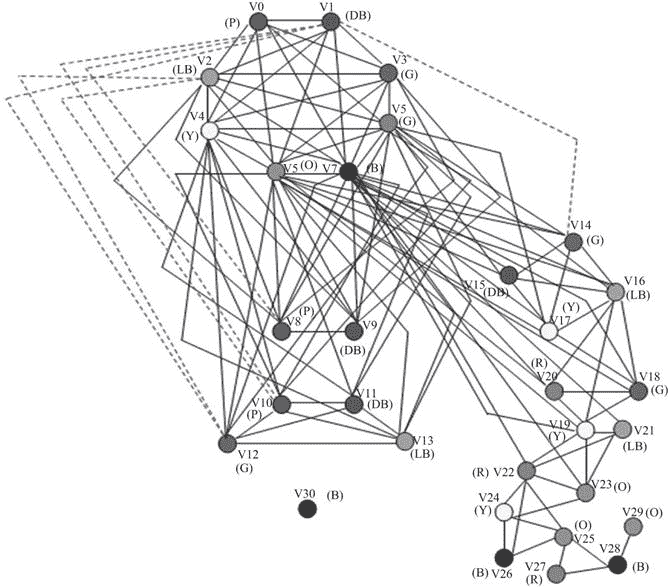 V0
(P)
V1
(DB)
V2
(LB)
V3
(G)
V4
(Y)
V5
(G)
V5 (O)
V7
(B)
V14
(G)
V15 (DB)
V16
(LB)
V17
(Y)
V8
(P)
V9
(DB)
(R)
V20
V18
(G)
V10
(P)
V11
(DB)
V12
(G)
V13
(LB)
V19
(Y)
V21
(LB)
(R) V22
V23 (O)
V30 (B)
V24
(Y)
V29 (O)
(O)
V25
(B) V26
V27
(R)
V28
(B)